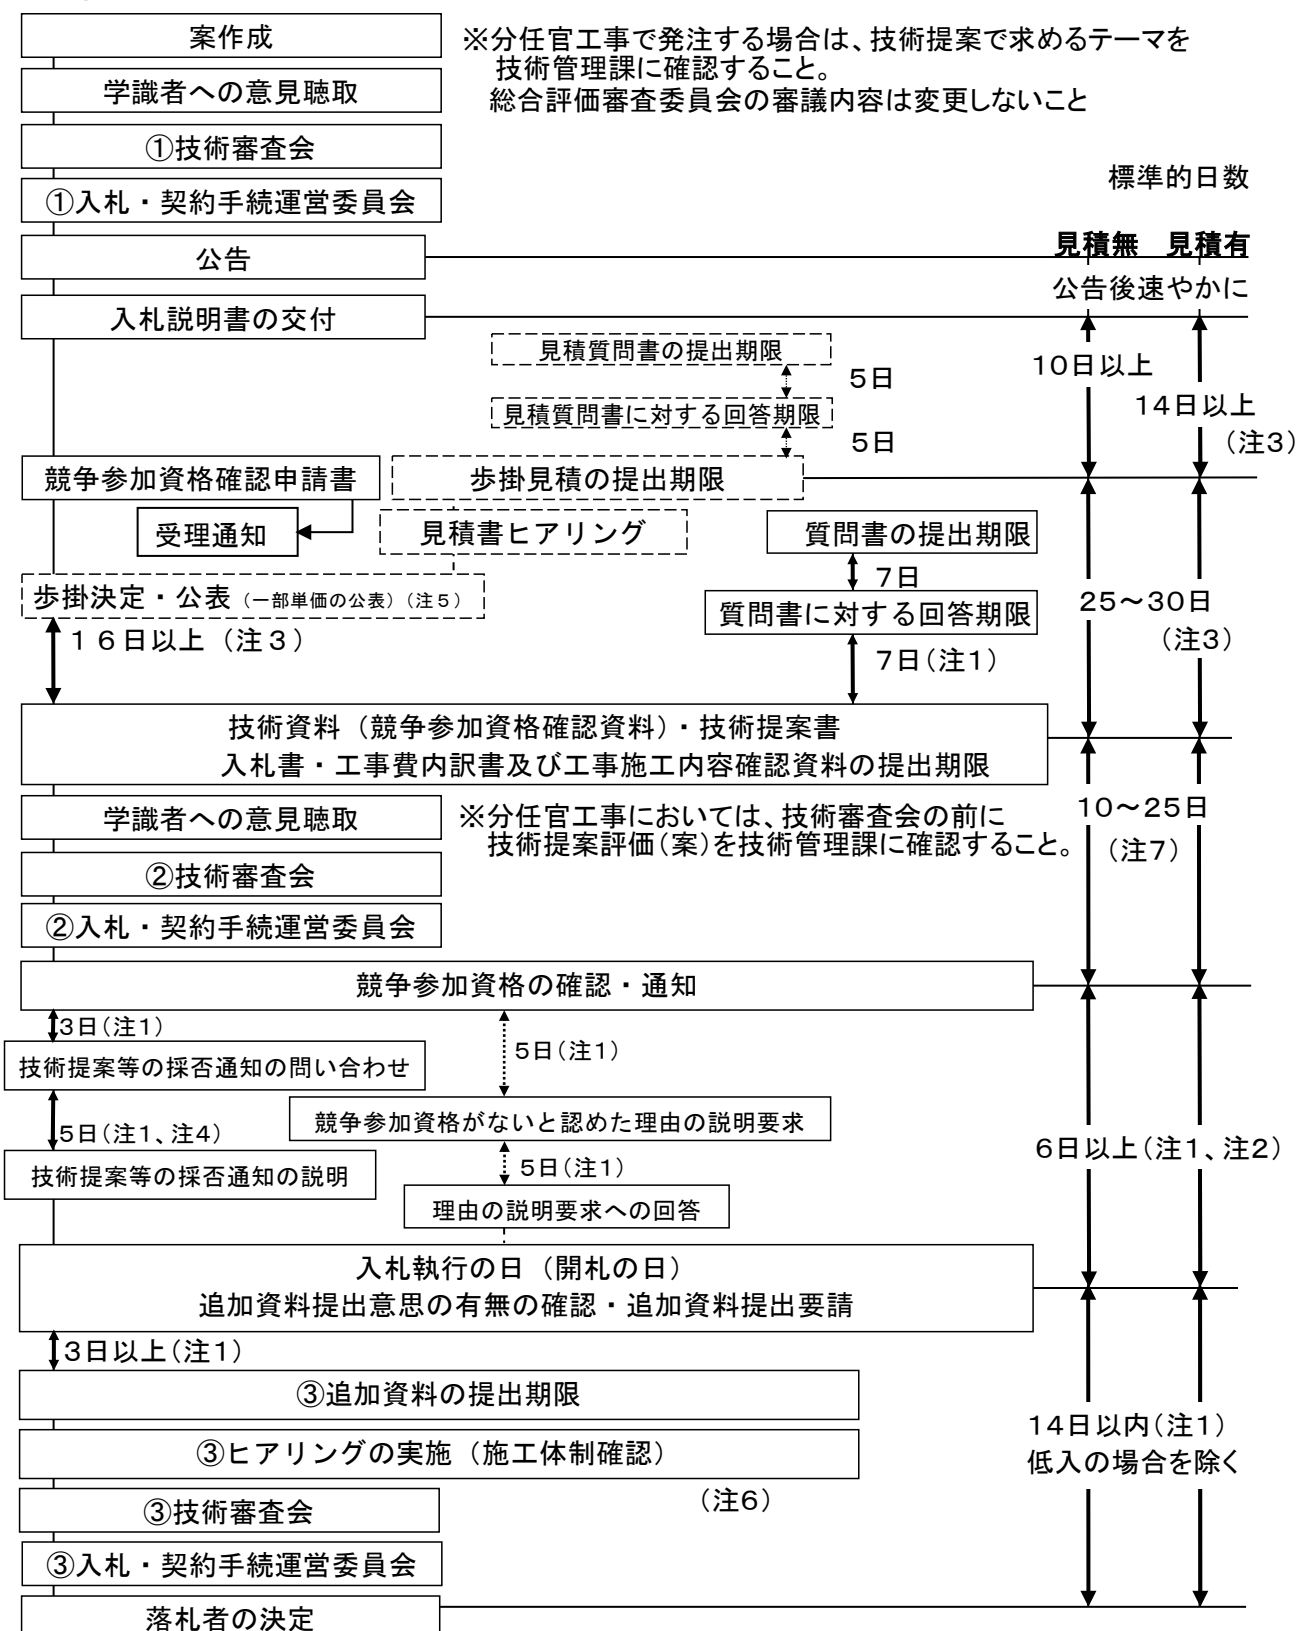 案作成
※分任官工事で発注する場合は、技術提案で求めるテーマを
技術管理課に確認すること。
総合評価審査委員会の審議内容は変更しないこと
学識者への意見聴取
①技術審査会
標準的日数
①入札・契約手続運営委員会
見積無 見積有
公告
公告後速やかに
入札説明書の交付
見積質問書の提出期限
10日以上
5日
14日以上
(注3)
見積質問書に対する回答期限
5日
競争参加資格確認申請書
歩掛見積の提出期限
受理通知
見積書ヒアリング
質問書の提出期限
7日
歩掛決定・公表(一部単価の公表)(注5)
質問書に対する回答期限
25~30日
(注3)
16日以上(注3)
7日(注1)
技術資料(競争参加資格確認資料)・技術提案書
入札書・工事費内訳書及び工事施工内容確認資料の提出期限
学識者への意見聴取
※分任官工事においては、技術審査会の前に
技術提案評価(案)を技術管理課に確認すること。
10~25日
(注7)
②技術審査会
②入札・契約手続運営委員会
競争参加資格の確認・通知
3日(注1)
5日(注1)
技術提案等の採否通知の問い合わせ
競争参加資格がないと認めた理由の説明要求
5日(注1、注4)
6日以上(注1、注2)
5日(注1)
技術提案等の採否通知の説明
理由の説明要求への回答
入札執行の日(開札の日)
追加資料提出意思の有無の確認・追加資料提出要請
3日以上(注1)
③追加資料の提出期限
14日以内(注1)
低入の場合を除く
③ヒアリングの実施(施工体制確認)
(注6)
③技術審査会
③入札・契約手続運営委員会
落札者の決定